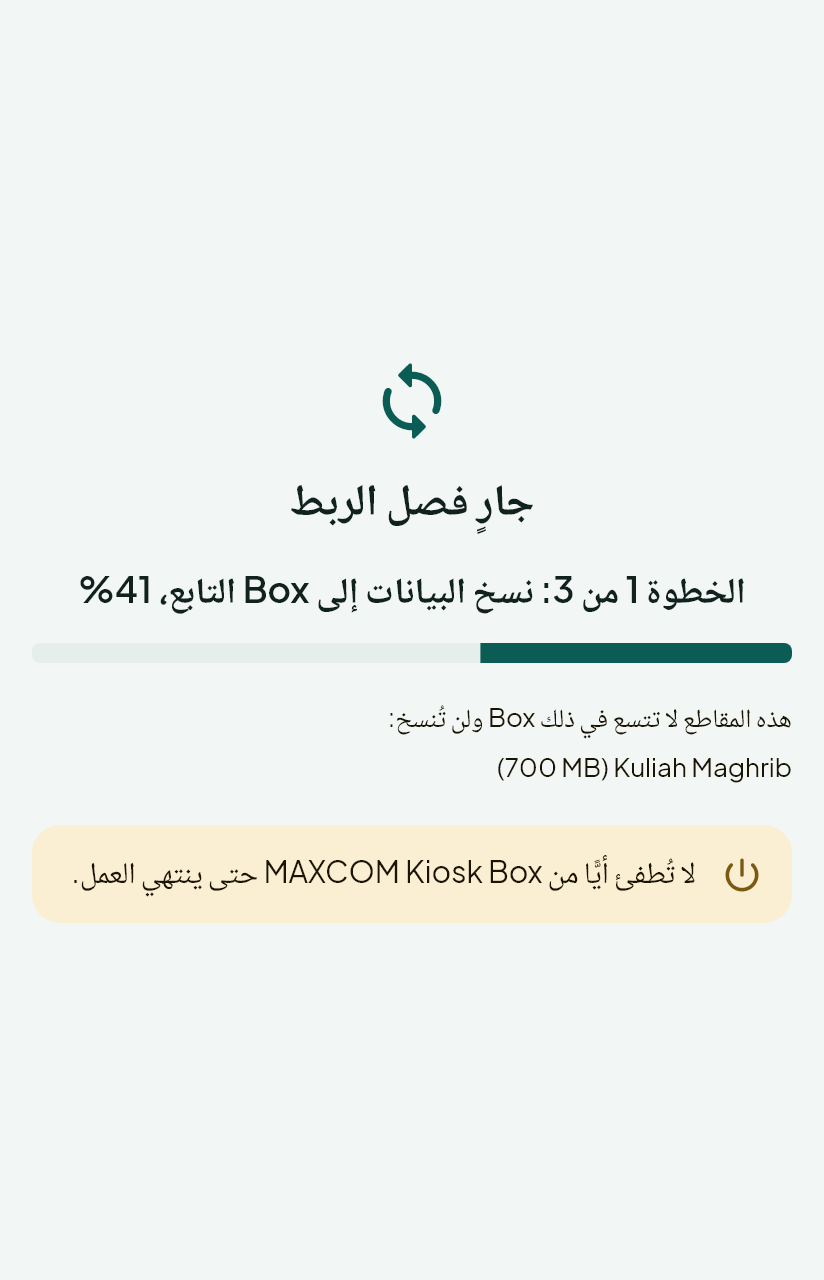 جارٍ فصل الربط
الخطوة 1 من 3: نسخ البيانات إلى Box التابع، 41%
هذه المقاطع لا تتسع في ذلك Box ولن تُنسخ:
Kuliah Maghrib (700 MB)
لا تُطفئ أيًّا من MAXCOM Kiosk Box حتى ينتهي العمل.